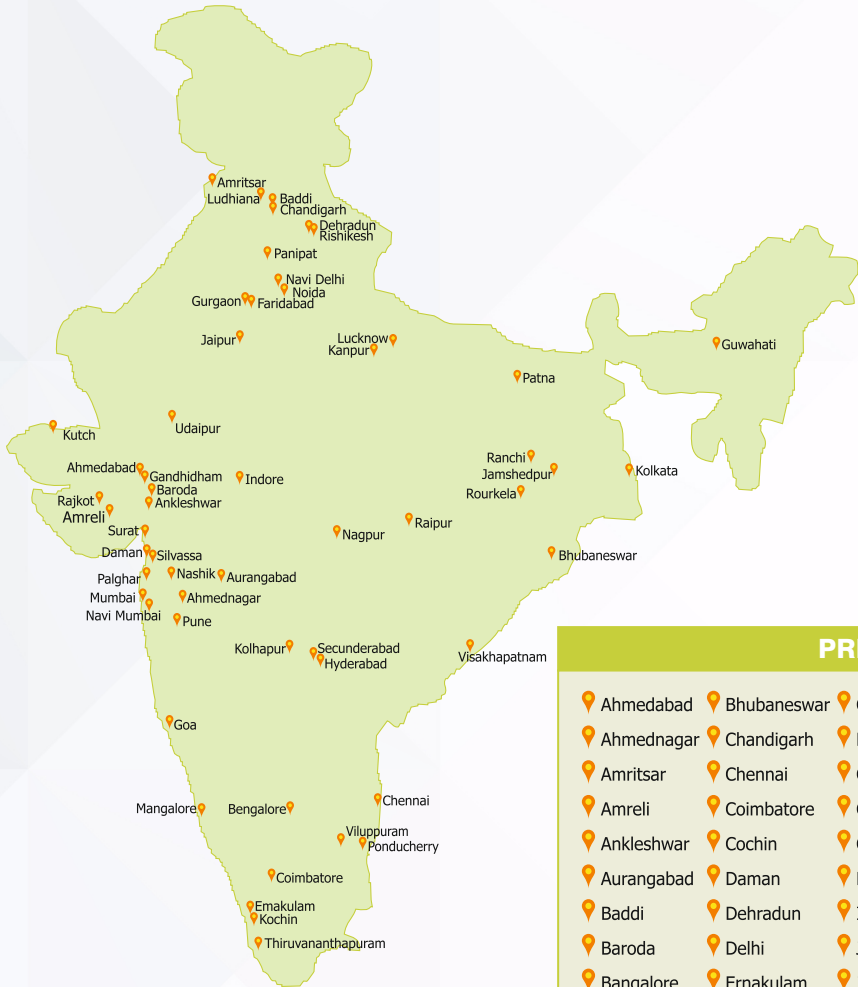 Amritsar
Ludhiana
Baddi
Chandigarh
Dehradun
Rishikesh
Panipat
Navi Delhi
Noida
Gurgaon
Faridabad
Jaipur
Lucknow
Kanpur
Guwahati
Patna
Udaipur
Kutch
Ahmedabad
Gandhidham
Baroda
Ankleshwar
Indore
Ranchi
Jamshedpur
Rourkela
Kolkata
Rajkot
Amreli
Surat
Nagpur
Raipur
Daman
Silvassa
Bhubaneswar
Palghar
Nashik
Aurangabad
Mumbai
Ahmednagar
Navi Mumbai
Pune
Kolhapur
Secunderabad
Hyderabad
Visakhapatnam
Goa
Mangalore
Bengalore
Chennai
Viluppuram
Ponducherry
Coimbatore
Ernakulam
Kochin
Thiruvananthapuram
Ahmedabad Bhubaneswar
Ahmednagar Chandigarh
Amritsar Chennai
Amreli Coimbatore
Ankleshwar Cochin
Aurangabad Daman
Baddi Dehradun
Baroda Delhi
Bangalore Ernakulam